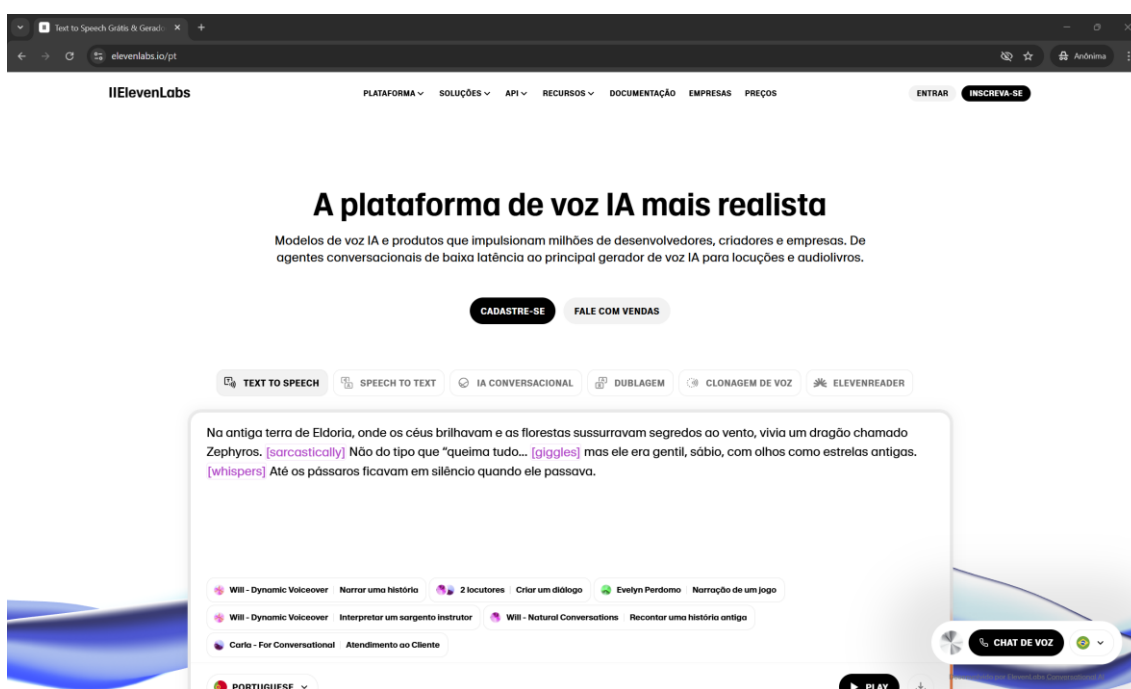 Text to Speech Grátis & Gerado
elevenlabs.io/pt
Anônima
IIElevenLabs
PLATAFORMA SOLUÇÕES API RECURSOS DOCUMENTAÇÃO EMPRESAS PREÇOS
ENTRAR INSCREVA-SE
A plataforma de voz IA mais realista
Modelos de voz IA e produtos que impulsionam milhões de desenvolvedores, criadores e empresas. De
agentes conversacionais de baixa latência ao principal gerador de voz IA para locuções e audiolivros.
CADASTRE-SE FALE COM VENDAS
TEXT TO SPEECH SPEECH TO TEXT IA CONVERSACIONAL DUBLAGEM CLONAGEM DE VOZ ELEVENREADER
Na antiga terra de Eldoria, onde os céus brilhavam e as florestas sussurravam segredos ao vento, vivia um dragão chamado
Zephyros. [sarcastically] Não do tipo que “queima tudo... [giggles] mas ele era gentil, sábio, com olhos como estrelas antigas.
[whispers] Até os pássaros ficavam em silêncio quando ele passava.
Will - Dynamic Voiceover Narrar uma história 2 locutores Criar um diálogo Evelyn Perdomo Narração de um jogo
Will - Dynamic Voiceover Interpretar um sargento instrutor Will - Natural Conversations Recontar uma história antiga
Carla - For Conversational Atendimento ao Cliente
CHAT DE VOZ
PORTUGUESE PLAY